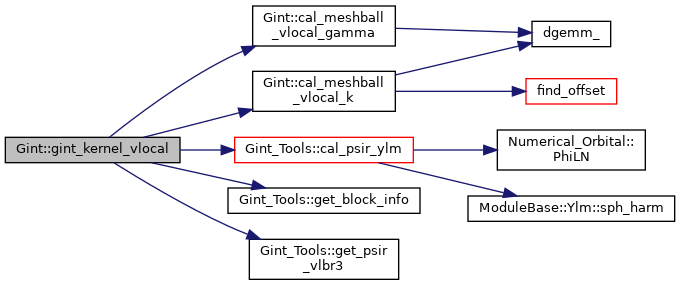 Gint::gint_kernel_vlocal
Gint::cal_meshball
_vlocal_gamma
Gint::cal_meshball
_vlocal_k
Gint_Tools::cal_psir_ylm
Gint_Tools::get_block_info
Gint_Tools::get_psir
_vlbr3
dgemm_
find_offset
Numerical_Orbital::
PhiLN
ModuleBase::Ylm::sph_harm